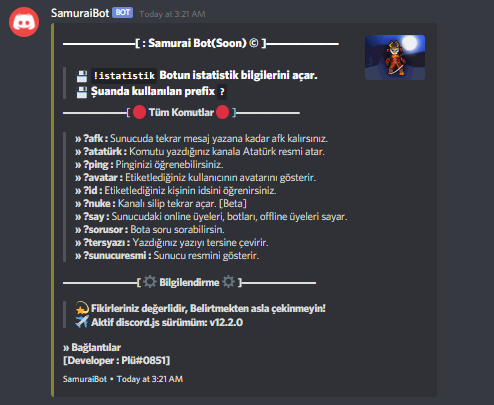 SamuraiBot BOT Today at 3:21 AM
[ : Samurai Bot(Soon) © ]
!istatistik Botun istatistik bilgilerini açar.
Şuanda kullanılan prefix ?
[ Tüm Komutlar ]
» ?afk : Sunucuda tekrar mesaj yazana kadar afk kalırsınız.
» ?atatürk : Komutu yazdığınız kanala Atatürk resmi atar.
» ?ping : Pinginizi öğrenebilirsiniz.
» ?avatar : Etiketlediğiniz kullanıcının avatarını gösterir.
» ?id : Etiketlediğiniz kişinin idsini öğrenirsiniz.
» ?nuke : Kanalı silip tekrar açar. [Beta]
» ?say : Sunucudaki online üyeleri, botları, offline üyeleri sayar.
» ?sorusor : Bota soru sorabilirsin.
» ?tersyazı : Yazdığınız yazıyı tersine çevirir.
» ?sunucuresmi : Sunucu resmini gösterir.
[ Bilgilendirme ]
Fikirleriniz değerlidir, Belirtmekten asla çekinmeyin!
Aktif discord.js sürümüm: v12.2.0
» Bağlantılar
[Developer : Plü#0851]
SamuraiBot • Today at 3:21 AM